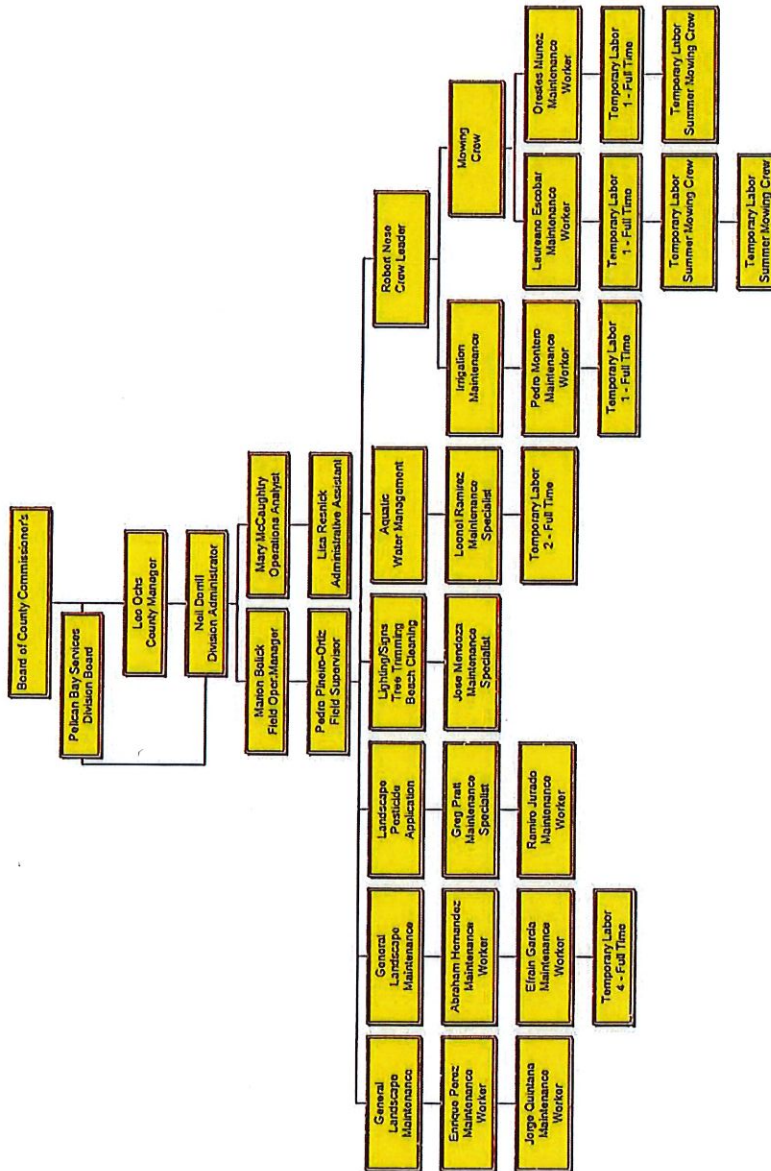 Board of County Commissioner's
Pelican Bay Services
Division Board
Leo Ochs
County Manager
Neil Dorrill
Division Administrator
Marion Bolick
Field Oper.Manager
Mary McCaughtry
Operations Analyist
Pedro Pineiro-Ortiz
Field Supervisor
Lisa Resnick
Administrative Assistant
General
Landscape
Maintenance
General
Landscape
Maintenance
Landscape
Pesticide
Application
Lighting/Signs
Tree Trimming
Beach Cleaning
Aquatic
Water Management
Robert Nese
Crew Leader
Irrigation
Maintenance
Mowing
Crew
Enrique Perez
Maintenance
Worker
Abraham Hernandez
Maintenance
Worker
Greg Pratt
Maintenance
Specialist
Jose Mendoza
Maintenance
Specialist
Leonel Ramirez
Maintenance
Specialist
Pedro Montero
Maintenance
Worker
Laureano Escobar
Maintenance
Worker
Orestes Nunez
Maintenance
Worker
Jorge Quintana
Maintenance
Worker
Efrain Garcia
Maintenance
Worker
Ramiro Jurado
Maintenance
Worker
Temporary Labor
2 - Full Time
Temporary Labor
1 - Full Time
Temporary Labor
1 - Full Time
Temporary Labor
1 - Full Time
Temporary Labor
4 - Full Time
Temporary Labor
Summer Mowing Crew
Temporary Labor
Summer Mowing Crew
Temporary Labor
Summer Mowing Crew